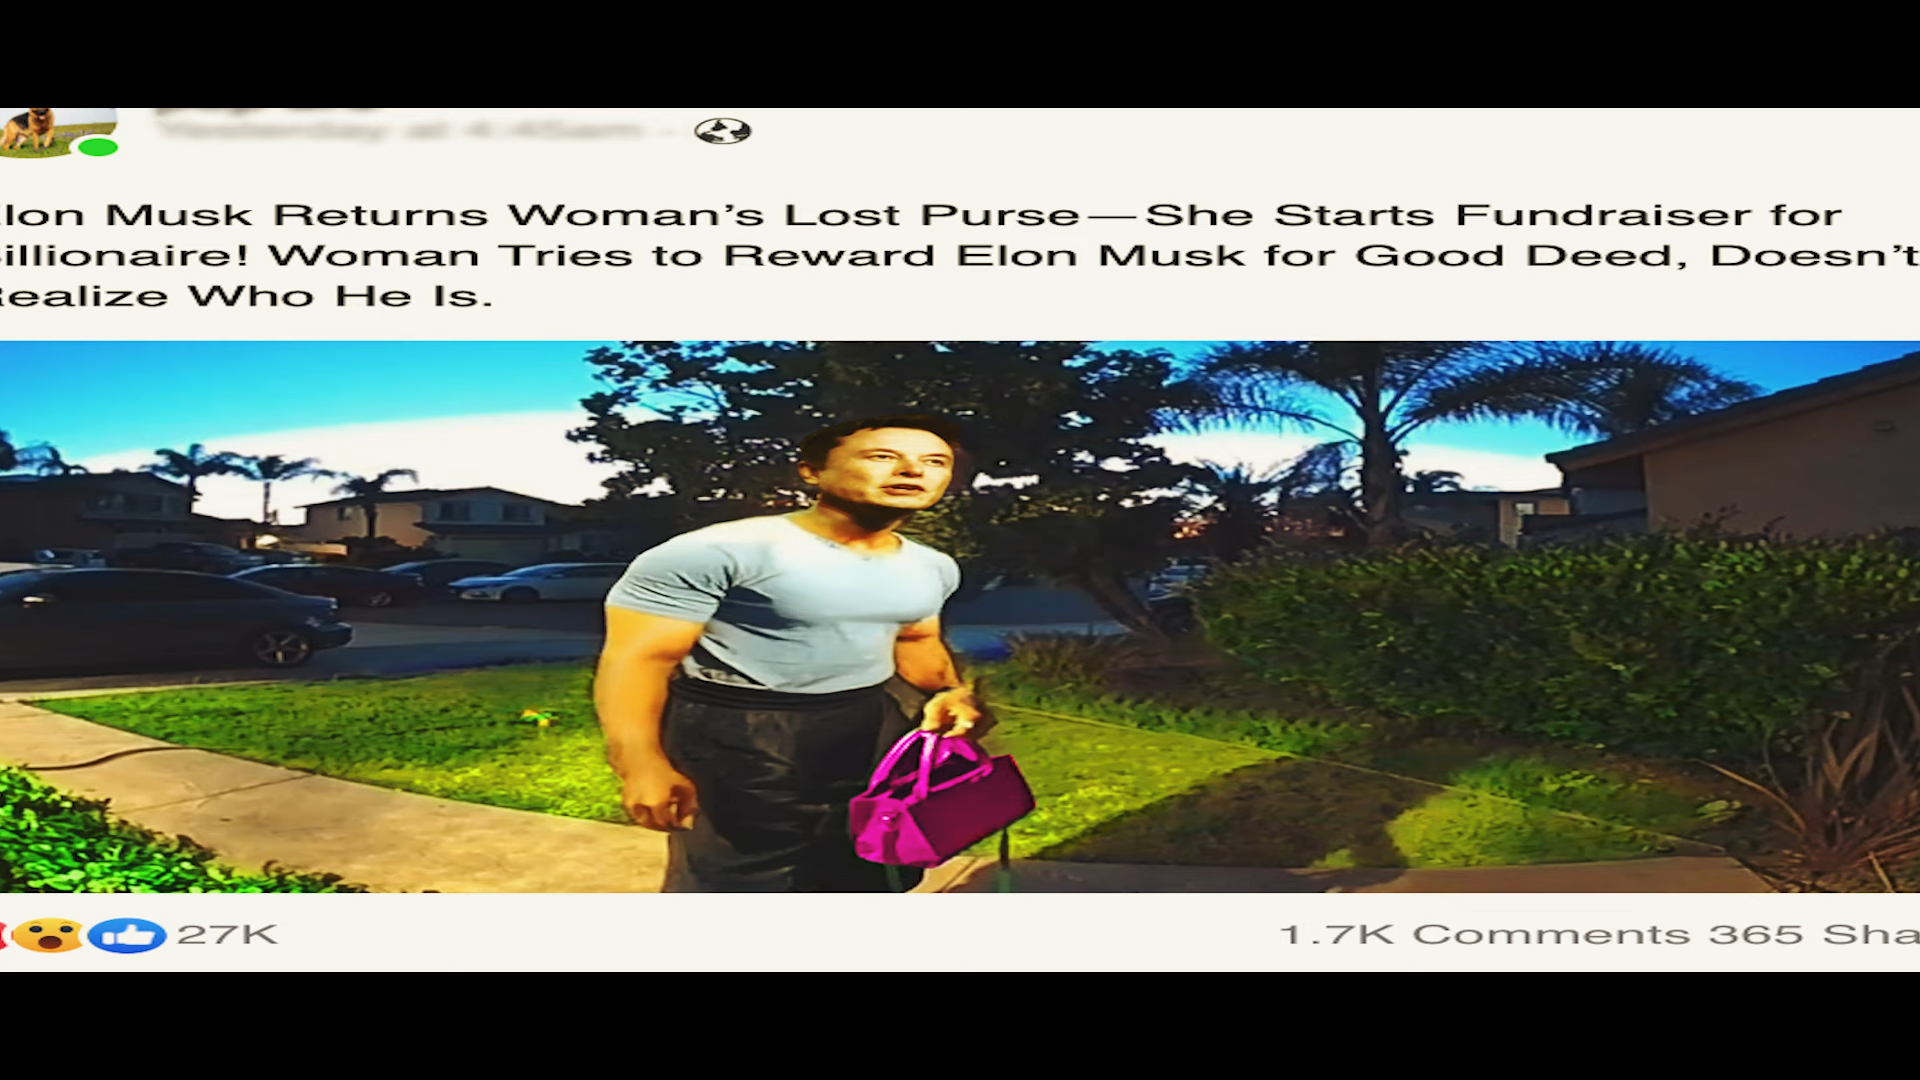 lon Musk Returns Woman's Lost Purse—She Starts Fundraiser for
illionaire! Woman Tries to Reward Elon Musk for Good Deed, Doesn't
ealize Who He Is.
27K
1.7K Comments 365 Sha